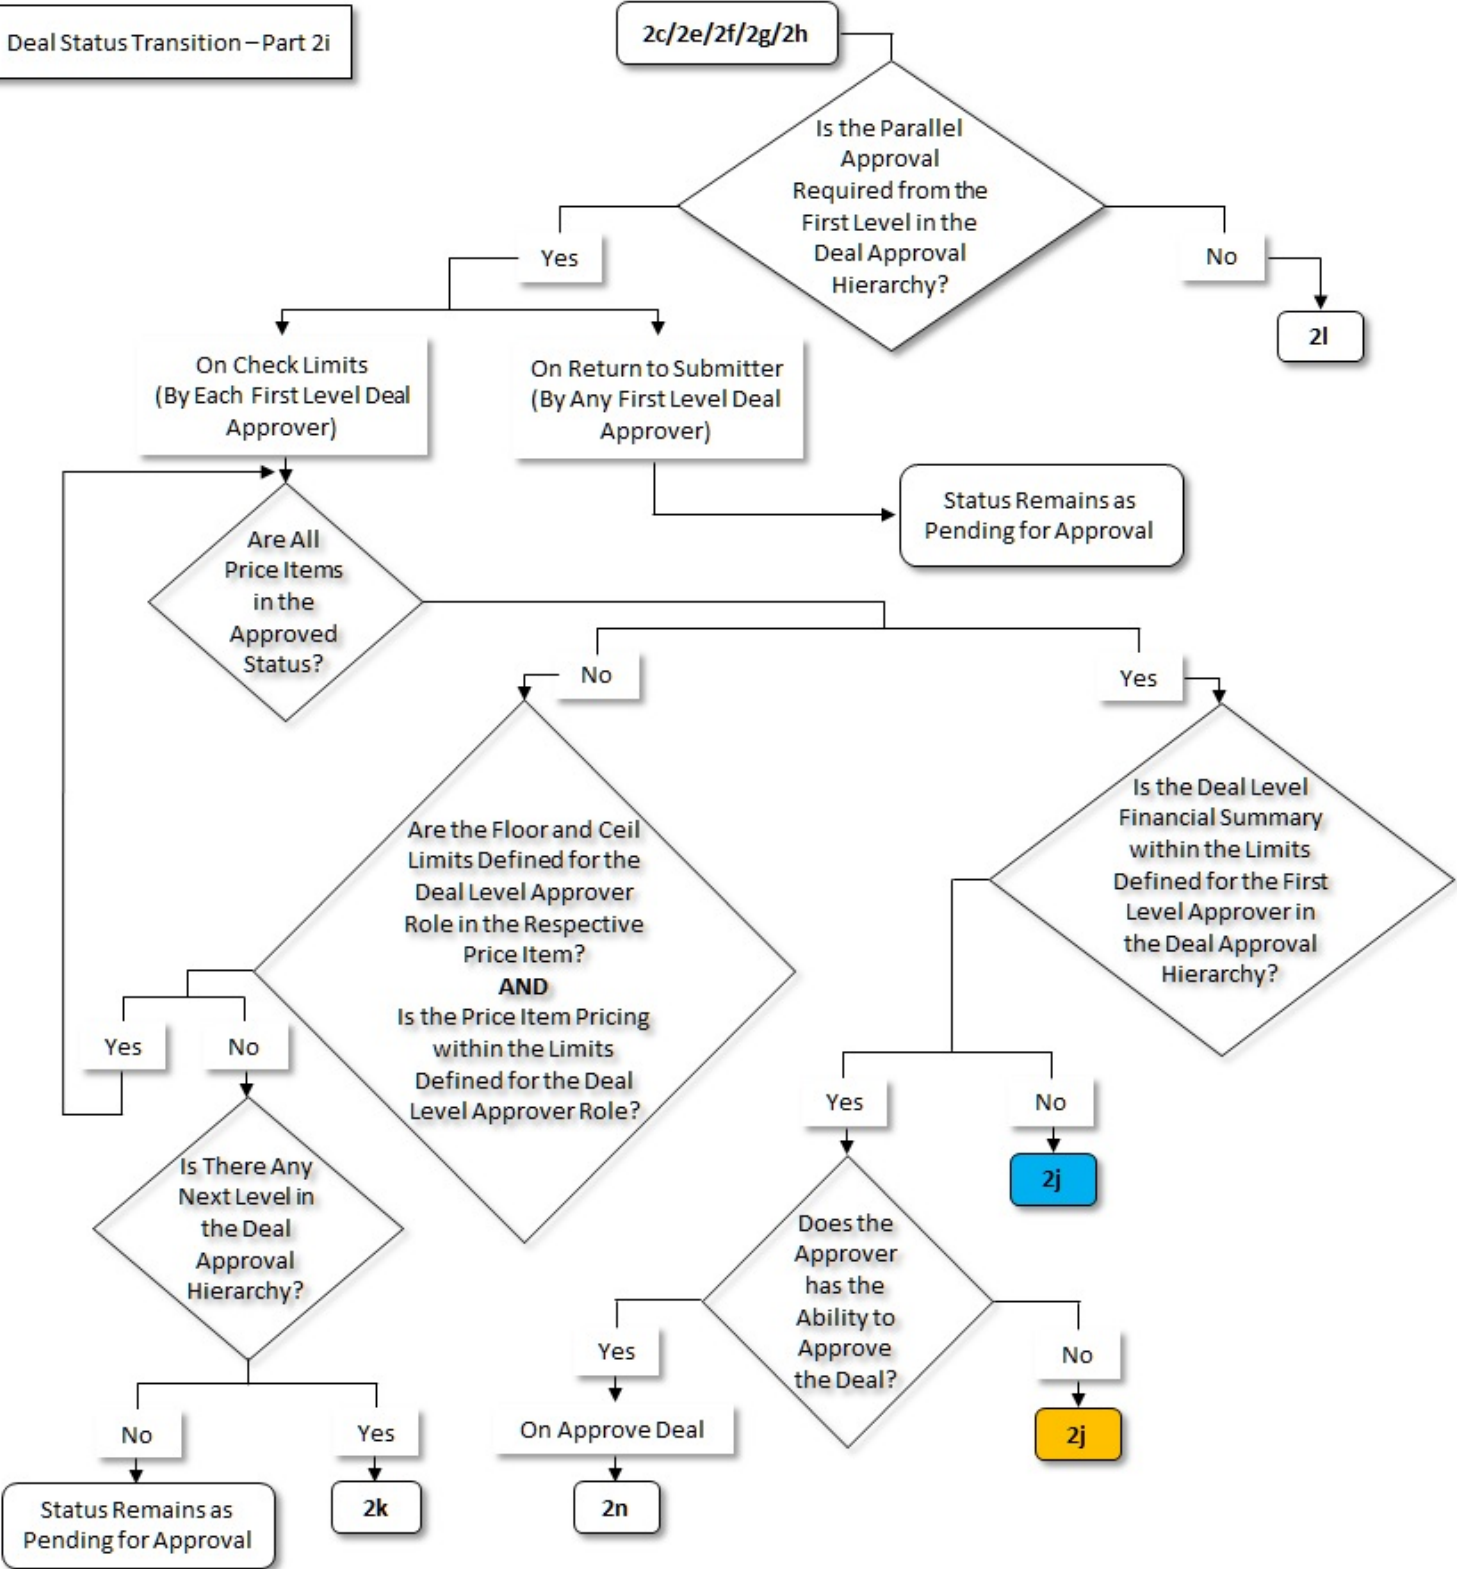 Deal Status Transition – Part 2i
2c/2e/2f/2g/2h
Is the Parallel
Approval
Required from the
First Level in the
Deal Approval
Hierarchy?
Yes
No
2l
On Check Limits
(By Each First Level Deal
Approver)
On Return to Submitter
(By Any First Level Deal
Approver)
Status Remains as
Pending for Approval
Are All
Price Items
in the
Approved
Status?
No
Yes
Are the Floor and Ceil
Limits Defined for the
Deal Level Approver
Role in the Respective
Price Item?
AND
Is the Price Item Pricing
within the Limits
Defined for the Deal
Level Approver Role?
Is the Deal Level
Financial Summary
within the Limits
Defined for the First
Level Approver in
the Deal Approval
Hierarchy?
Yes
No
Yes
No
2j
Is There Any
Next Level in
the Deal
Approval
Hierarchy?
Does the
Approver
has the
Ability to
Approve
the Deal?
Yes
No
2j
No
Yes
On Approve Deal
Status Remains as
Pending for Approval
2k
2n